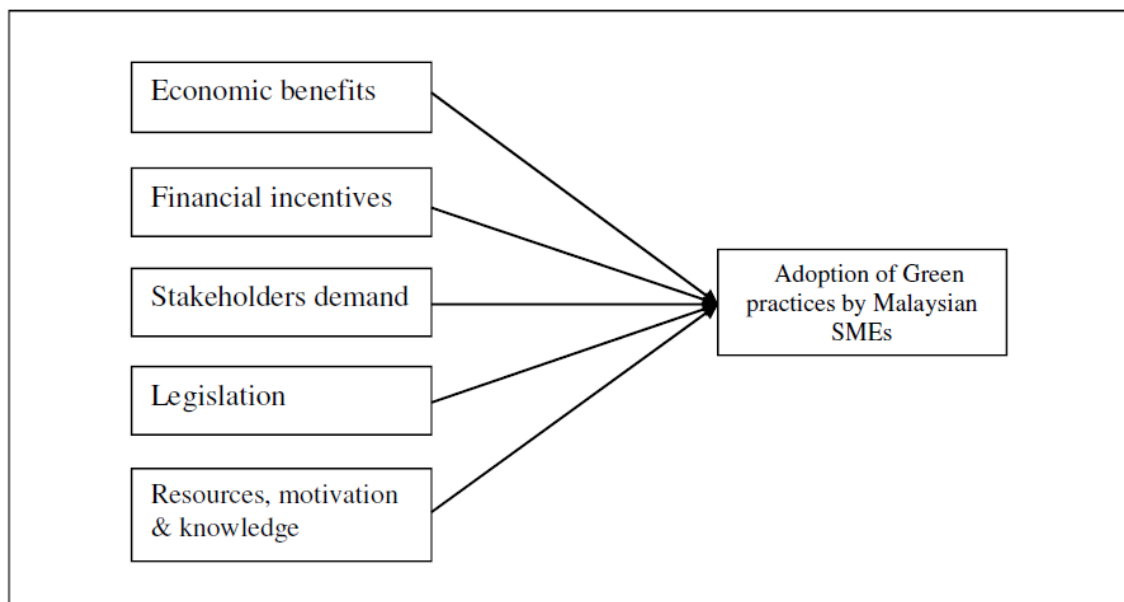 Economic benefits
Financial incentives
Stakeholders demand
Legislation
Resources, motivation
& knowledge
Adoption of Green
practices by Malaysian
SMEs